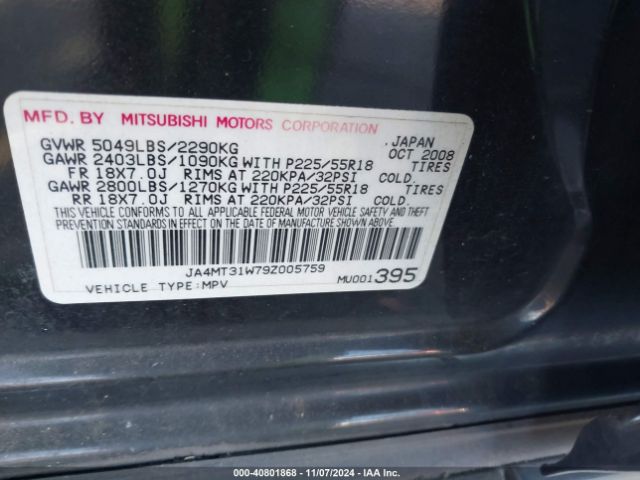 MFD. BY MITSUBISHI MOTORS CORPORATION
GVWR 5049LBS/2290KG JAPAN
GAWR 2403LBS/1090KG WITH P225/55R18 OCT 2008
FR 18X7.0J RIMS AT 220KPA/32PSI COLD. TIRES
GAWR 2800LBS/1270KG WITH P225/55R18 TIRES
RR 18X7.0J RIMS AT 220KPA/32PSI COLD.
THIS VEHICLE CONFORMS TO ALL APPLICABLE FEDERAL MOTOR VEHICLE SAFETY AND THEFT
PREVENTION STANDARDS IN EFFECT ON THE DATE OF MANUFACTURE SHOWN ABOVE.
JA4MT31W79Z005759
VEHICLE TYPE:MPV MU001395
000-40801868 - 11/07/2024 - IAA Inc.